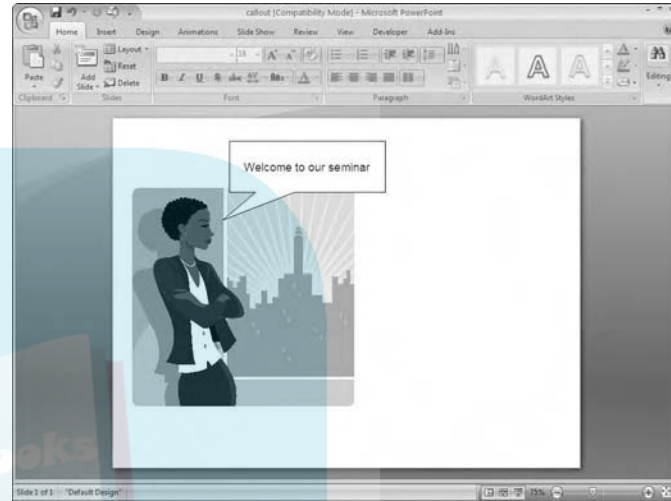 callout [Compatibility Mode] - Microsoft PowerPoint
Home Insert Design Animations Slide Show Review View Developer Add-Ins
Layout
Reset
Delete
Paste
Add
Slide
Editing
Clipboard Slides Font Paragraph WordArt Styles
Welcome to our seminar
ooks
Slide 1 of 1 "Default Design" 75%